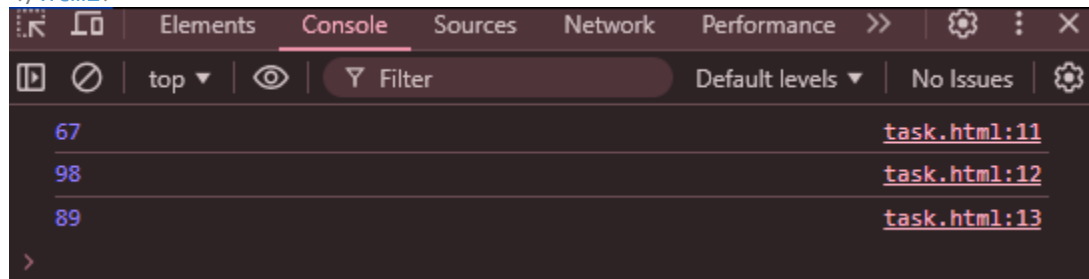 Elements Console Sources Network Performance >>
top ▼ Filter Default levels ▼ No Issues
67 task.html:11
98 task.html:12
89 task.html:13
>